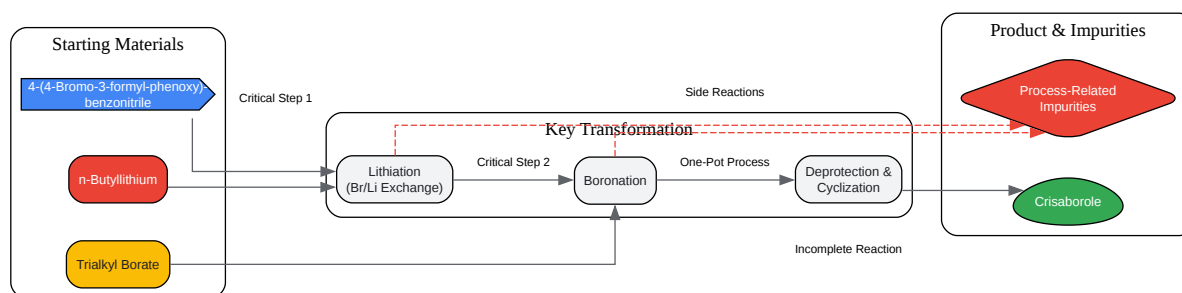 Starting Materials
4-(4-Bromo-3-formyl-phenoxy)-
benzonitrile
n-Butyllithium
Trialkyl Borate
Critical Step 1
Key Transformation
Lithiation
(Br/Li Exchange)
Critical Step 2
Boronation
One-Pot Process
Deprotection &
Cyclization
Side Reactions
Incomplete Reaction
Product & Impurities
Process-Related
Impurities
Crisaborole